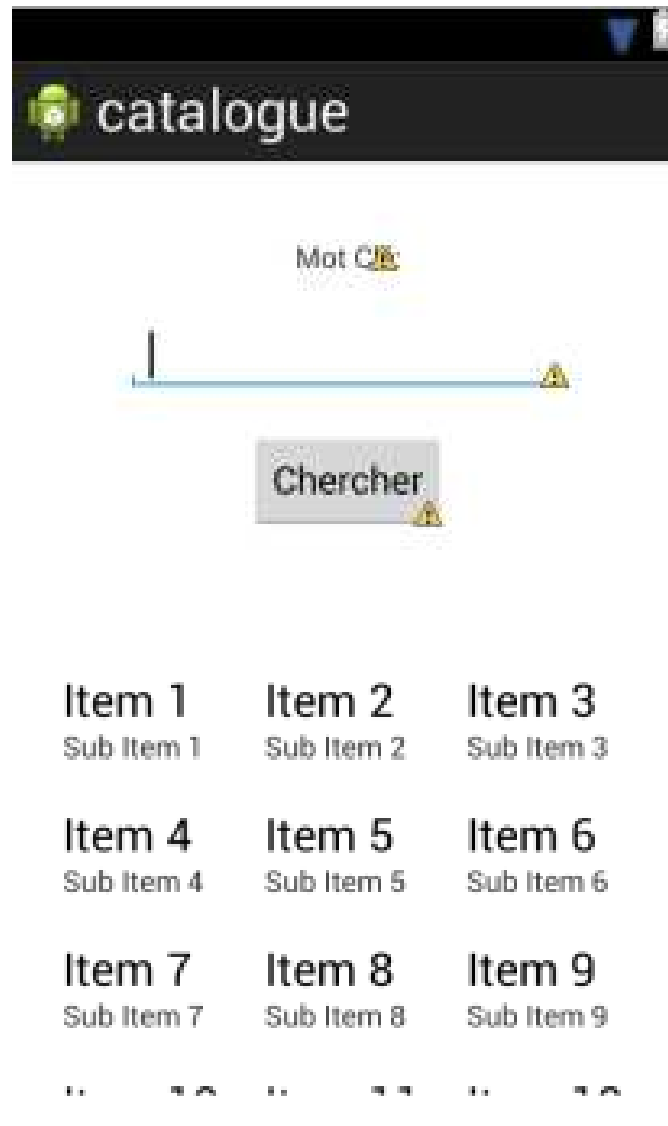 catalogue
Mot
Chercher
Item 1 Item 2 Item 3
Sub Item 1 Sub Item 2 Sub Item 3
Item 4 Item 5 Item 6
Sub Item 4 Sub Item 5 Sub Item 6
Item 7 Item 8 Item 9
Sub Item 7 Sub Item 8 Sub Item 9